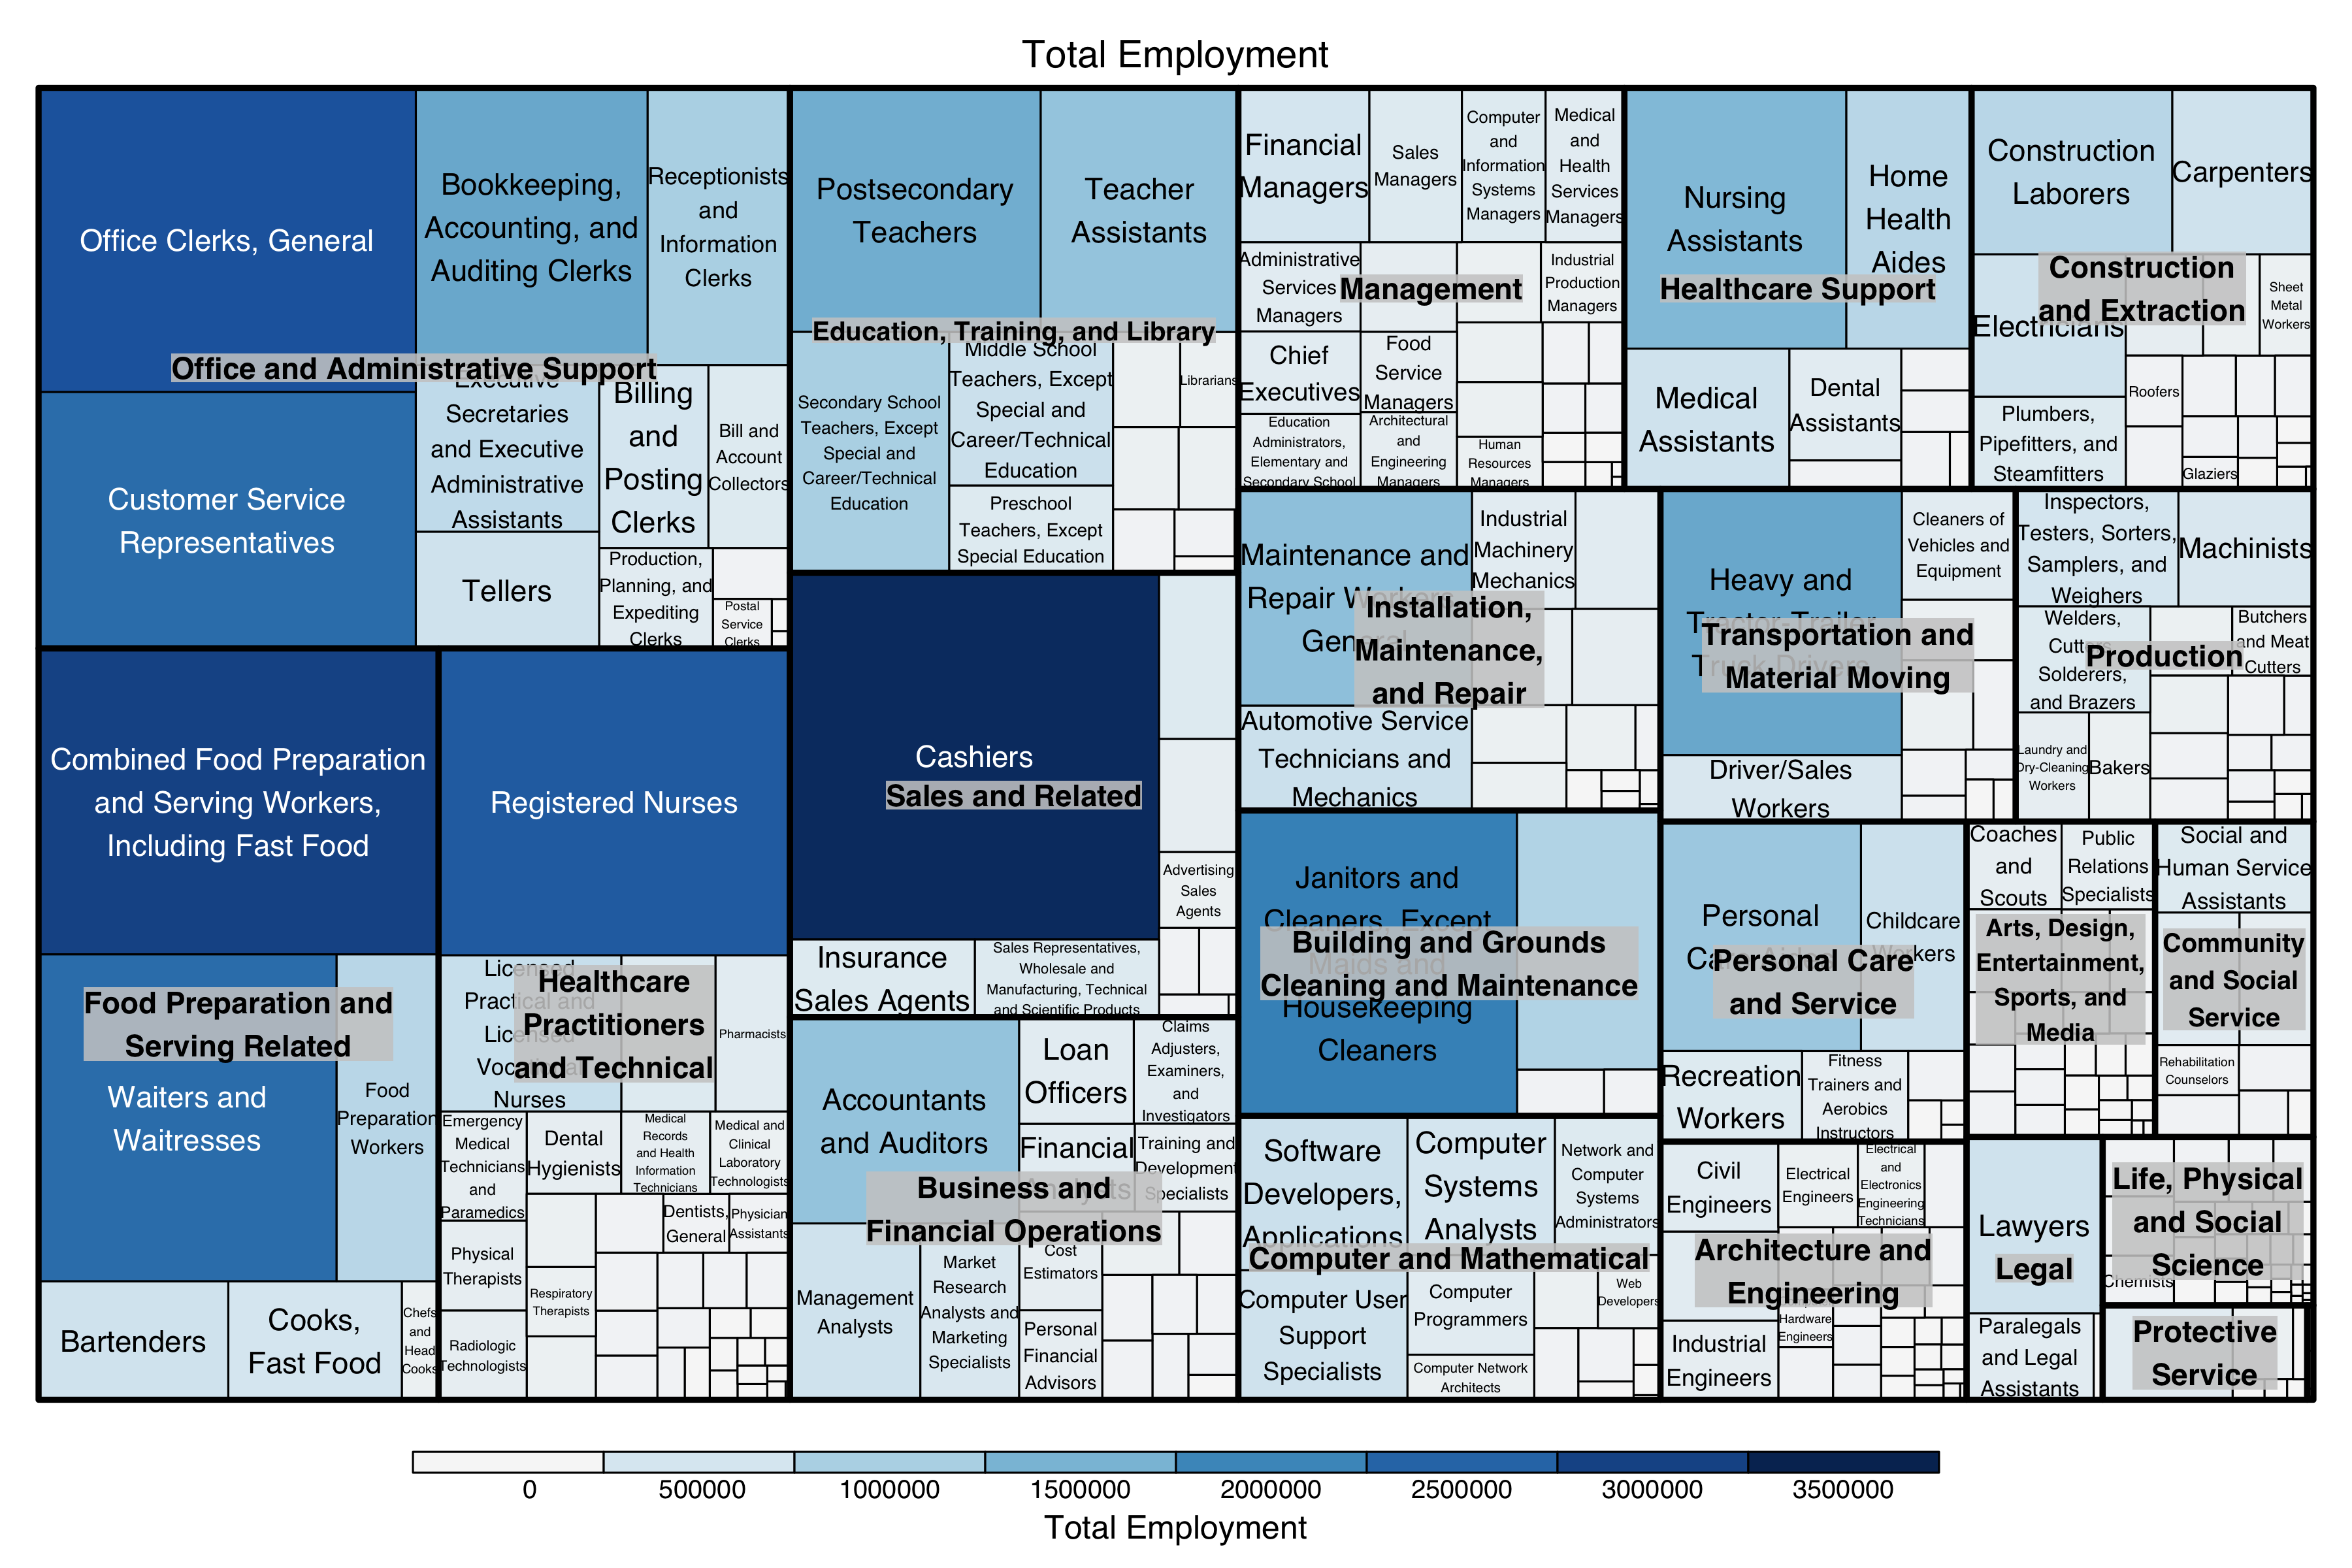 Total Employment
Office Clerks, General
Bookkeeping,
Accounting, and
Auditing Clerks
Receptionists
and
Information
Clerks
Office and Administrative Support
Customer Service
Representatives
Executive
Secretaries
and Executive
Administrative
Assistants
Tellers
Billing
and
Posting
Clerks
Bill and
Account
Collectors
Production,
Planning, and
Expediting
Clerks
Postal
Service
Clerks
Combined Food Preparation
and Serving Workers,
Including Fast Food
Food Preparation and
Serving Related
Waiters and
Waitresses
Food
Preparation
Workers
Bartenders
Cooks,
Fast Food
Chefs
and
Head
Cooks
Registered Nurses
Healthcare
Practitioners
and Technical
Licensed
Practical and
Licensed
Vocational
Nurses
Pharmacists
Emergency
Medical
Technicians
and
Paramedics
Dental
Hygienists
Medical
Records
and Health
Information
Technicians
Medical and
Clinical
Laboratory
Technologists
Physical
Therapists
Dentists,
General
Physician
Assistants
Respiratory
Therapists
Radiologic
Technologists
Postsecondary
Teachers
Teacher
Assistants
Education, Training, and Library
Secondary School
Teachers, Except
Special and
Career/Technical
Education
Middle School
Teachers, Except
Special and
Career/Technical
Education
Preschool
Teachers, Except
Special Education
Librarians
Cashiers
Sales and Related
Advertising
Sales
Agents
Insurance
Sales Agents
Sales Representatives,
Wholesale and
Manufacturing, Technical
and Scientific Products
Accountants
and Auditors
Loan
Officers
Claims
Adjusters,
Examiners,
and
Investigators
Financial
Analysts
Training and
Development
Specialists
Business and
Financial Operations
Management
Analysts
Market
Research
Analysts and
Marketing
Specialists
Cost
Estimators
Personal
Financial
Advisors
Financial
Managers
Sales
Managers
Computer
and
Information
Systems
Managers
Medical
and
Health
Services
Managers
Administrative
Services
Managers
Management
Industrial
Production
Managers
Chief
Executives
Food
Service
Managers
Education
Administrators,
Elementary and
Secondary School
Architectural
and
Engineering
Managers
Human
Resources
Managers
Nursing
Assistants
Home
Health
Aides
Healthcare Support
Medical
Assistants
Dental
Assistants
Construction
Laborers
Carpenters
Construction
and Extraction
Electricians
Sheet
Metal
Workers
Roofers
Plumbers,
Pipefitters, and
Steamfitters
Glaziers
Maintenance and
Repair Workers,
General
Industrial
Machinery
Mechanics
Installation,
Maintenance,
and Repair
Automotive Service
Technicians and
Mechanics
Heavy and
Tractor-Trailer
Truck Drivers
Cleaners of
Vehicles and
Equipment
Transportation and
Material Moving
Driver/Sales
Workers
Inspectors,
Testers, Sorters,
Samplers, and
Weighers
Machinists
Welders,
Cutters,
Solderers,
and Brazers
Production
Butchers
and Meat
Cutters
Laundry and
Dry-Cleaning
Workers
Bakers
Janitors and
Cleaners, Except
Maids and
Housekeeping
Cleaners
Building and Grounds
Cleaning and Maintenance
Personal
Care Aides
Childcare
Workers
Personal Care
and Service
Recreation
Workers
Fitness
Trainers and
Aerobics
Instructors
Coaches
and
Scouts
Public
Relations
Specialists
Arts, Design,
Entertainment,
Sports, and
Media
Social and
Human Service
Assistants
Community
and Social
Service
Rehabilitation
Counselors
Software
Developers,
Applications
Computer
Systems
Analysts
Network and
Computer
Systems
Administrators
Computer and Mathematical
Computer User
Support
Specialists
Computer
Programmers
Web
Developers
Computer Network
Architects
Civil
Engineers
Electrical
Engineers
Electrical
and
Electronics
Engineering
Technicians
Architecture and
Engineering
Industrial
Engineers
Hardware
Engineers
Lawyers
Legal
Paralegals
and Legal
Assistants
Life, Physical
and Social
Science
Chemists
Protective
Service
0
500000
1000000
1500000
2000000
2500000
3000000
3500000
Total Employment